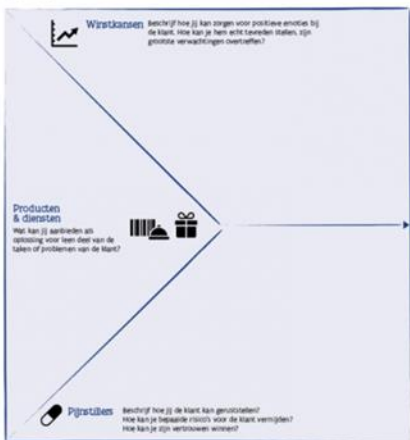 Winstkansen
Beschrijf hoe jij kan zorgen voor positieve emoties bij
de klant. Hoe kan je hem echt tevreden stellen, zijn
grootste verwachtingen overtreffen?
Producten
& diensten
Wat kan jij aanbieden als
oplossing voor (een deel van de
taken of problemen van de klant?
Pijnstillers
Beschrijf hoe jij de klant kan geruststellen?
Hoe kan je bepaalde risico's voor de klant vermijden?
Hoe kan je zijn vertrouwen winnen?